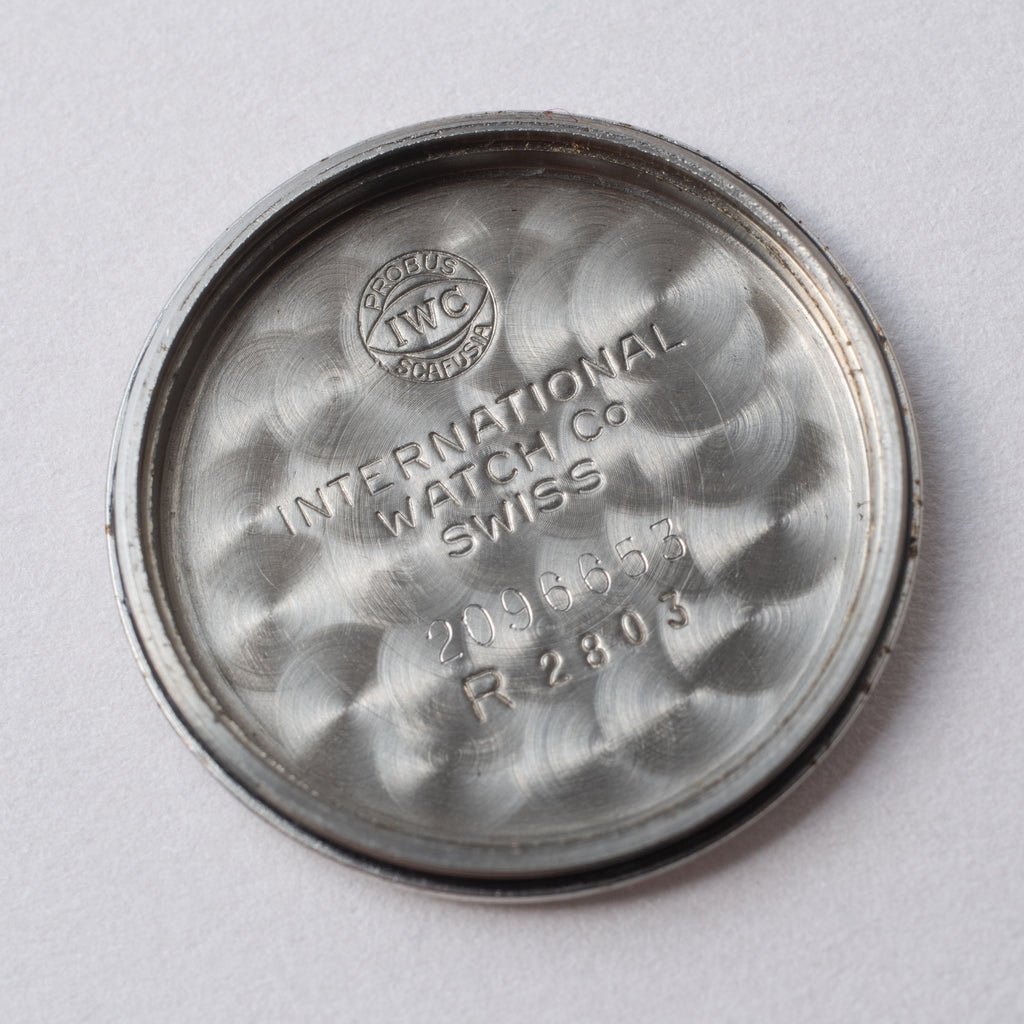 PROBUS
IWC
SCAFUSIA
INTERNATIONAL
WATCH Co
SWISS
2096653
R 2803